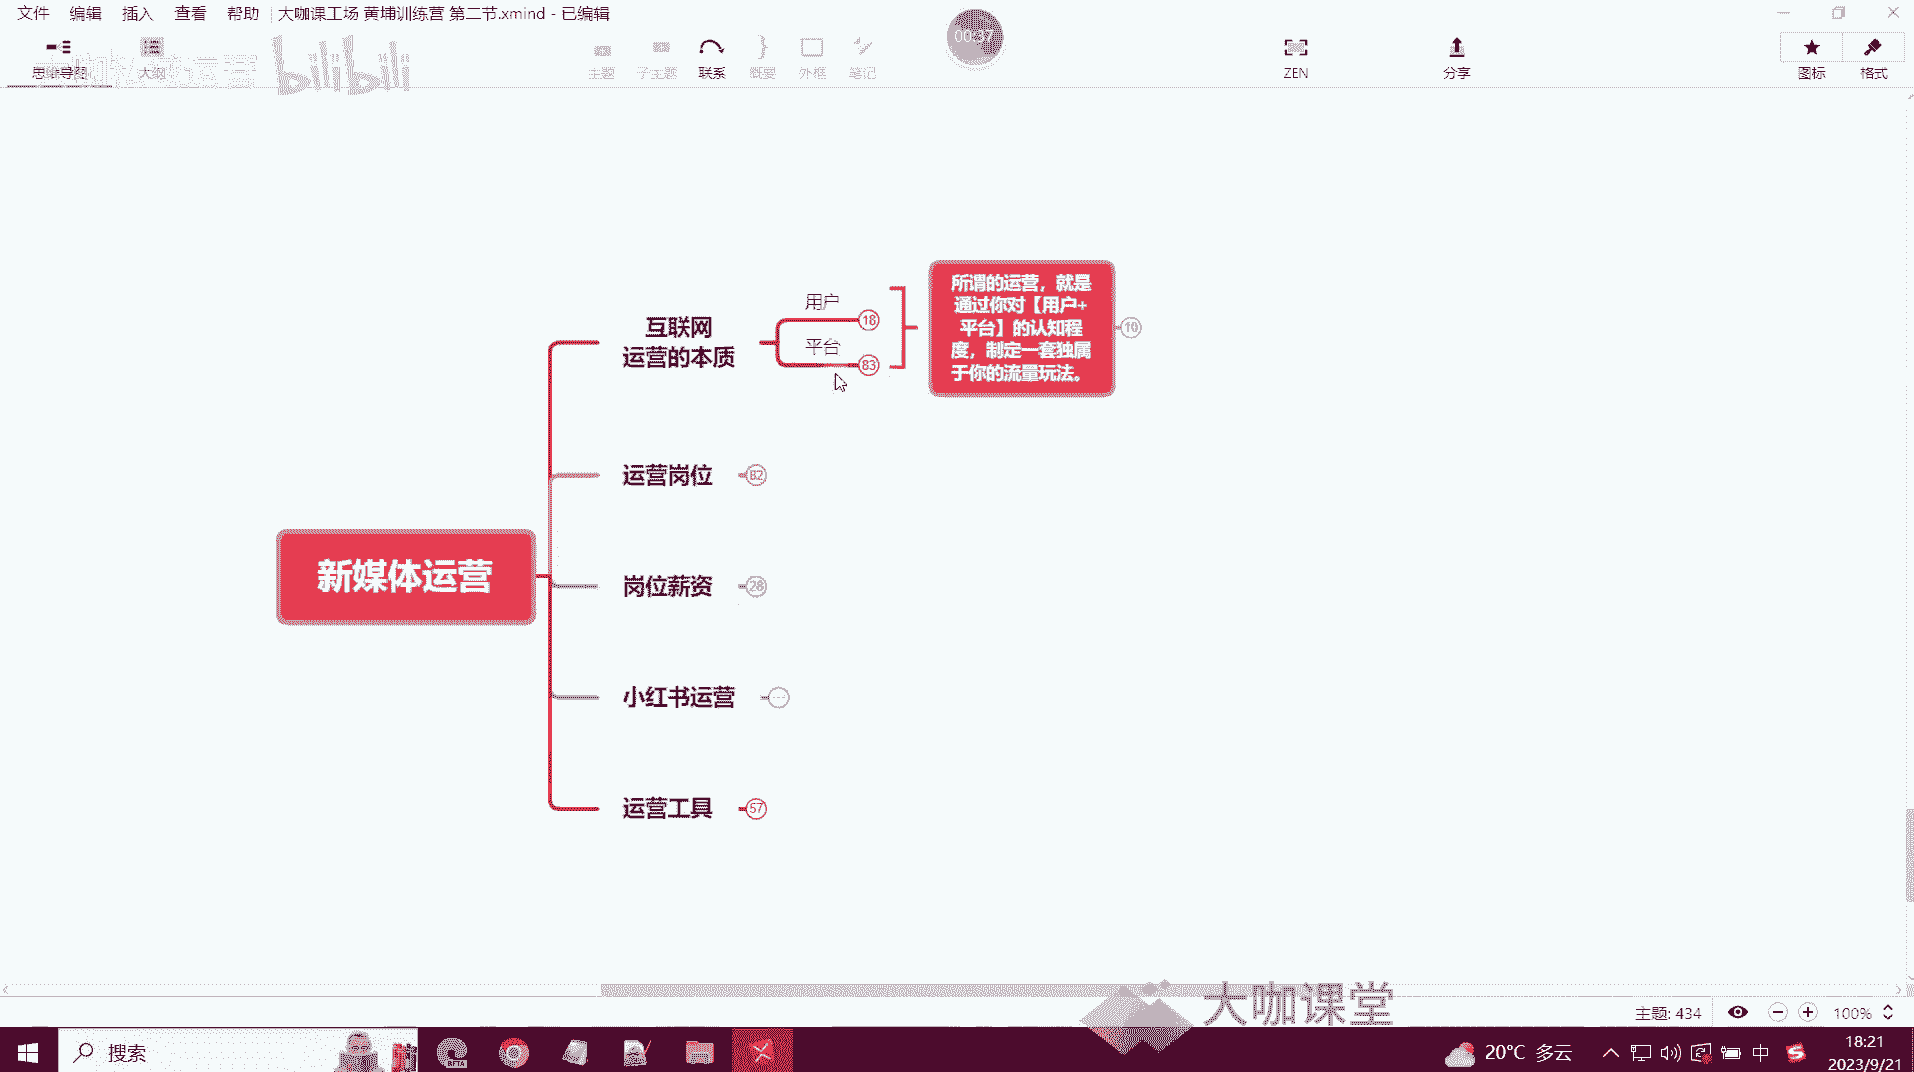 文件 编辑 插入 查看 帮助 大咖课工场 黄埔训练营 第二节.xmind - 已编辑
00:37
思维导图 大纲 主题 子主题 联系 概要 外框 笔记 ZEN 分享 图标 格式
bilibili
用户
18
平台
83
互联网
运营的本质
所谓的运营，就是
通过你对【用户+
平台】的认知程
度，制定一套独属
于你的流量玩法。
10
运营岗位
82
新媒体运营
岗位薪资
28
小红书运营
运营工具
57
大咖课堂
主题: 434
100%
搜索
BETA
20°C 多云
中
18:21
2023/9/21